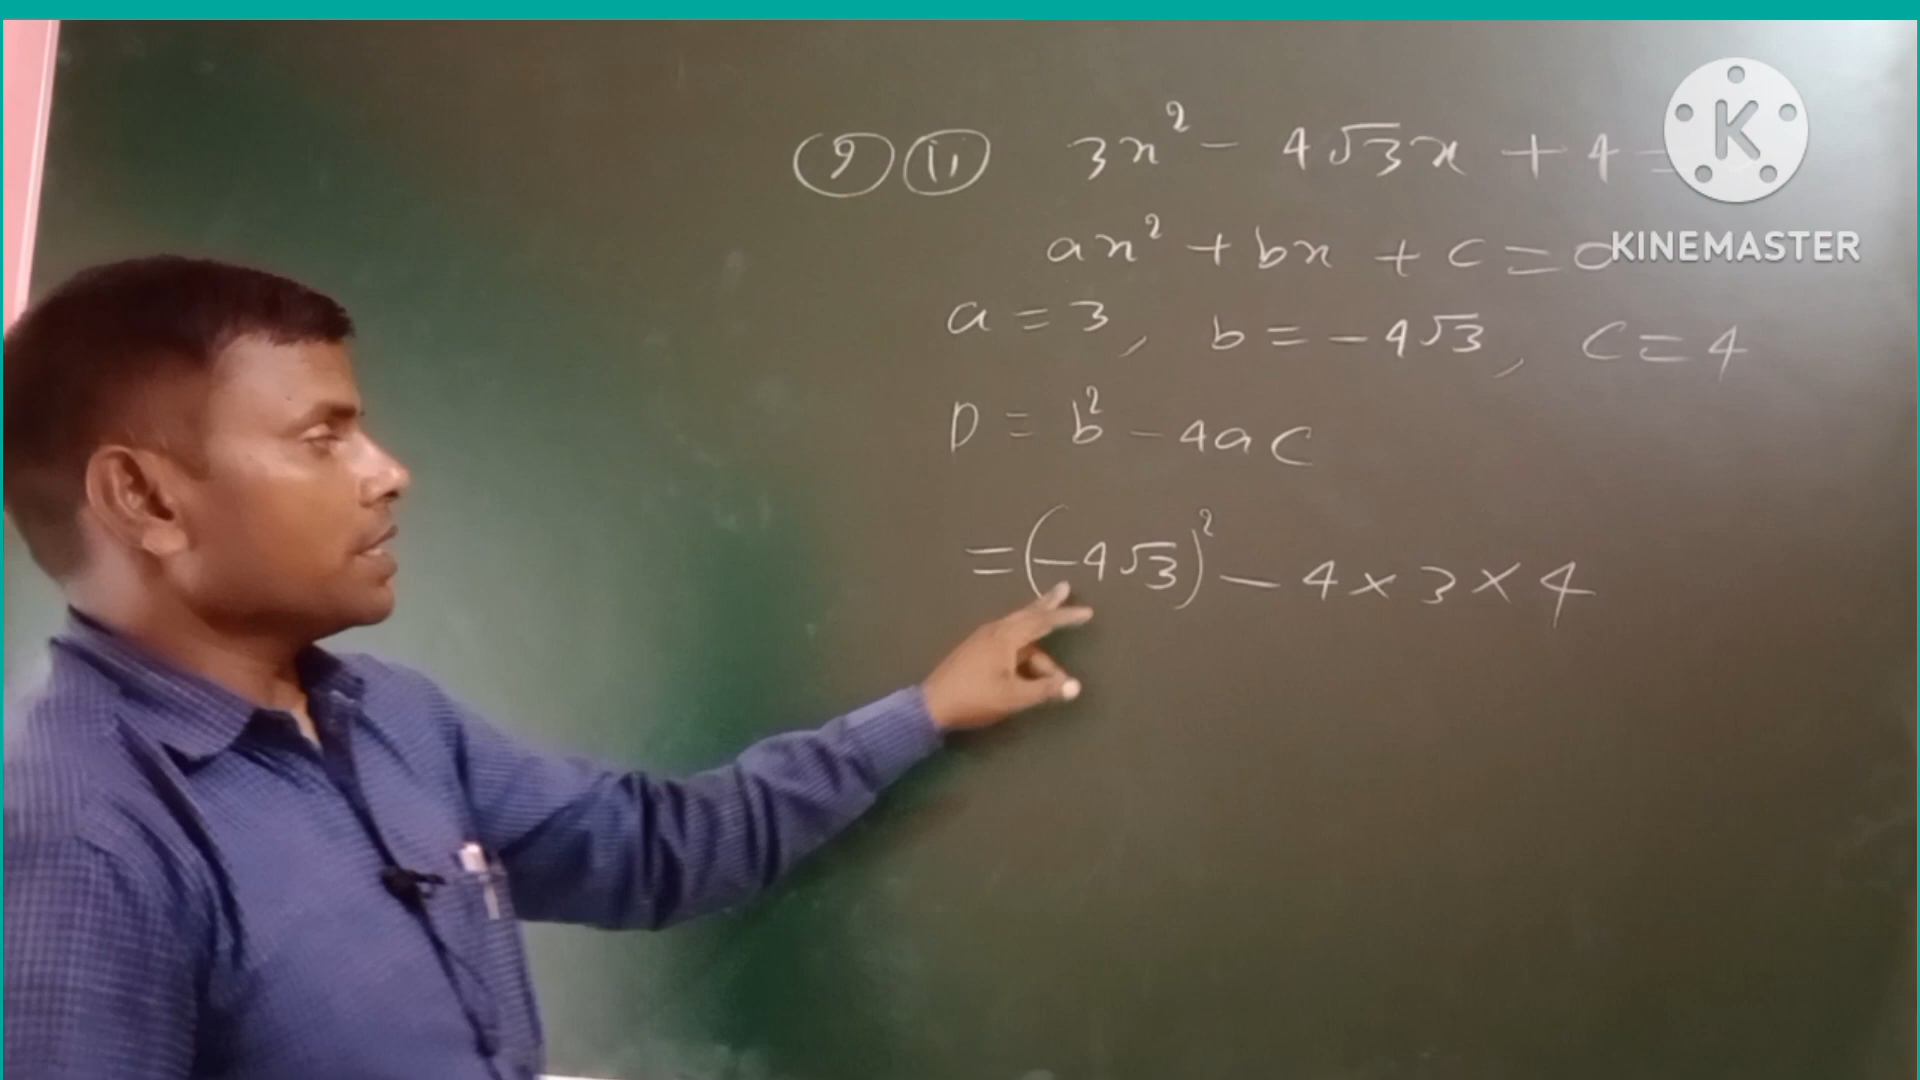 9 ii 3x² - 4√3x + 4 =
ax² + bx + c = 0
a = 3, b = -4√3, c = 4
D = b² - 4ac
= (-4√3)² - 4 × 3 × 4
K
KINEMASTER